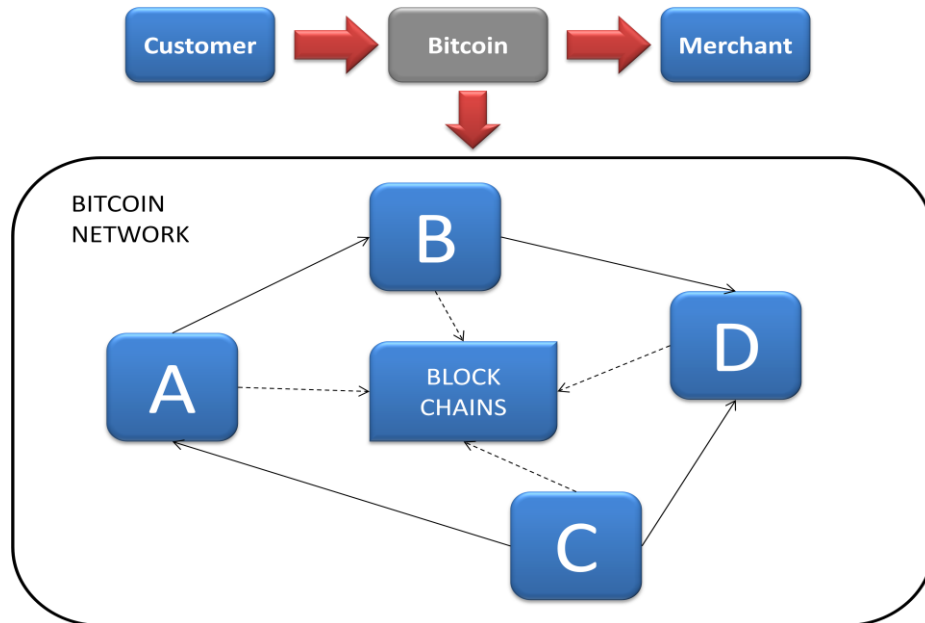 Customer
Bitcoin
Merchant
BITCOIN
NETWORK
B
D
A
BLOCK
CHAINS
C